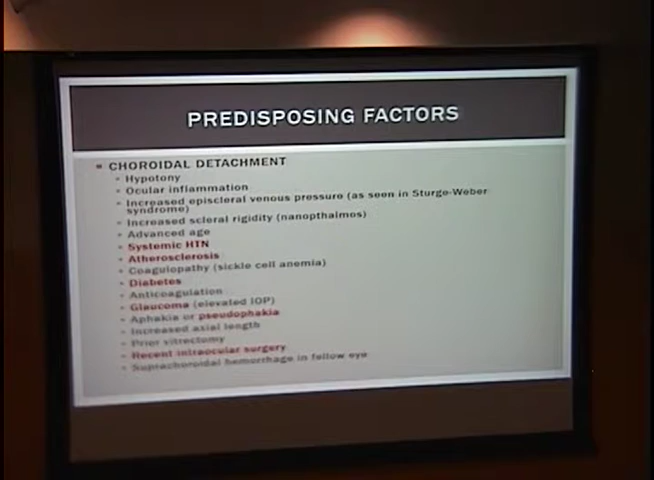 PREDISPOSING FACTORS
CHOROIDAL DETACHMENT
Hypotony
Ocular inflammation
Increased episcleral venous pressure (as seen in Sturge-Weber
syndrome)
Increased scleral rigidity (nanopthalmos)
Advanced age
Systemic HTN
Atherosclerosis
Coagulopathy (sickle cell anemia)
Diabetes
Anticoagulation
Glaucoma (elevated IOP)
Aphakia or pseudophakia
Increased axial length
Prior vitrectomy
Recent intraocular surgery
Suprachoroidal hemorrhage in fellow eye